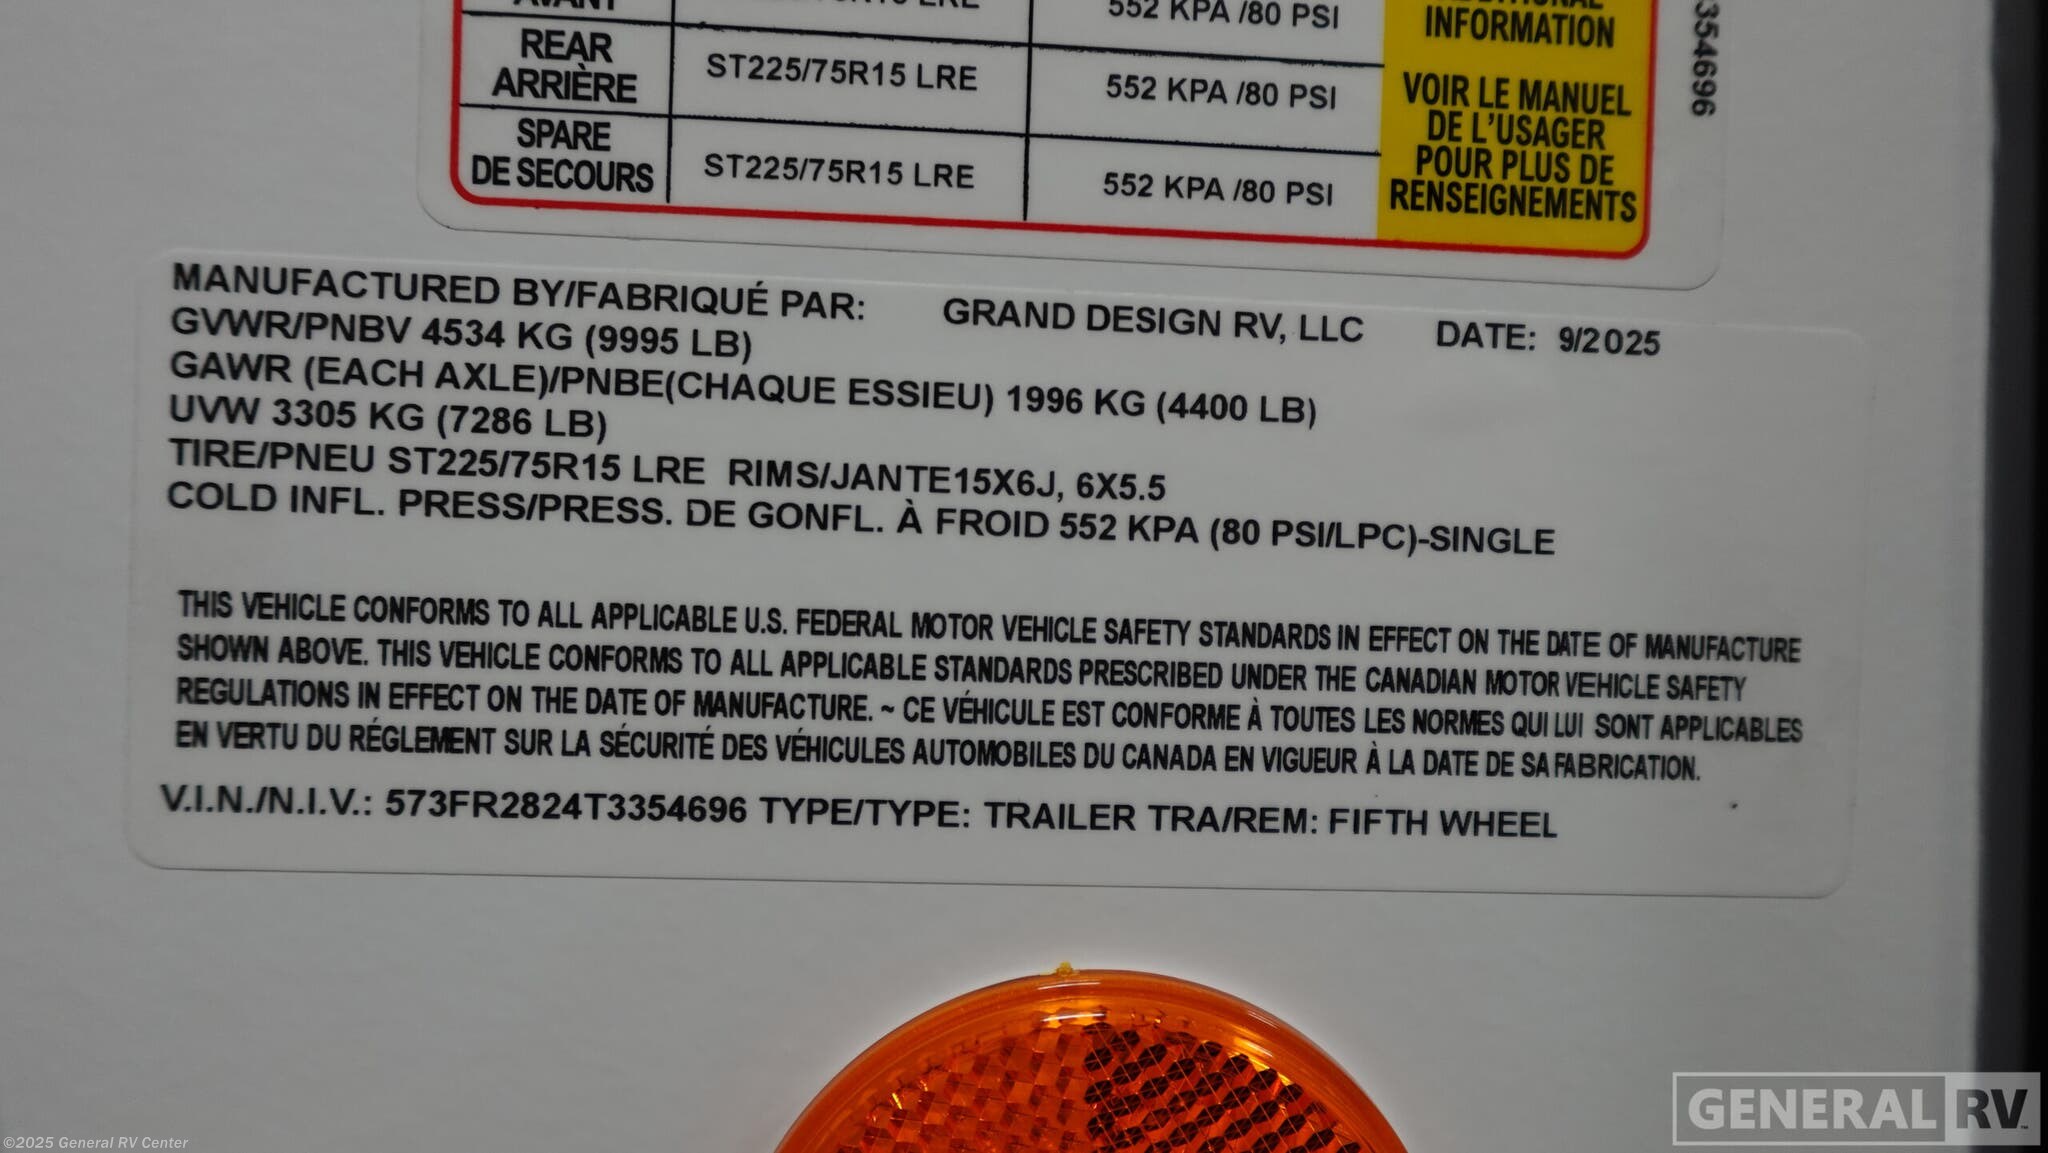 AVANT
552 KPA /80 PSI
INFORMATION
REAR
ARRIÈRE
ST225/75R15 LRE
552 KPA /80 PSI
SPARE
DE SECOURS
ST225/75R15 LRE
552 KPA /80 PSI
VOIR LE MANUEL
DE L'USAGER
POUR PLUS DE
RENSEIGNEMENTS
3354696
MANUFACTURED BY/FABRIQUÉ PAR: GRAND DESIGN RV, LLC DATE: 9/2025
GVWR/PNBV 4534 KG (9995 LB)
GAWR (EACH AXLE)/PNBE(CHAQUE ESSIEU) 1996 KG (4400 LB)
UVW 3305 KG (7286 LB)
TIRE/PNEU ST225/75R15 LRE RIMS/JANTE15X6J, 6X5.5
COLD INFL. PRESS/PRESS. DE GONFL. À FROID 552 KPA (80 PSI/LPC)-SINGLE
THIS VEHICLE CONFORMS TO ALL APPLICABLE U.S. FEDERAL MOTOR VEHICLE SAFETY STANDARDS IN EFFECT ON THE DATE OF MANUFACTURE
SHOWN ABOVE. THIS VEHICLE CONFORMS TO ALL APPLICABLE STANDARDS PRESCRIBED UNDER THE CANADIAN MOTOR VEHICLE SAFETY
REGULATIONS IN EFFECT ON THE DATE OF MANUFACTURE. ~ CE VÉHICULE EST CONFORME À TOUTES LES NORMES QUI LUI SONT APPLICABLES
EN VERTU DU RÉGLEMENT SUR LA SÉCURITÉ DES VÉHICULES AUTOMOBILES DU CANADA EN VIGUEUR À LA DATE DE SA FABRICATION.
V.I.N./N.I.V.: 573FR2824T3354696 TYPE/TYPE: TRAILER TRA/REM: FIFTH WHEEL
GENERAL RV
©2025 General RV Center